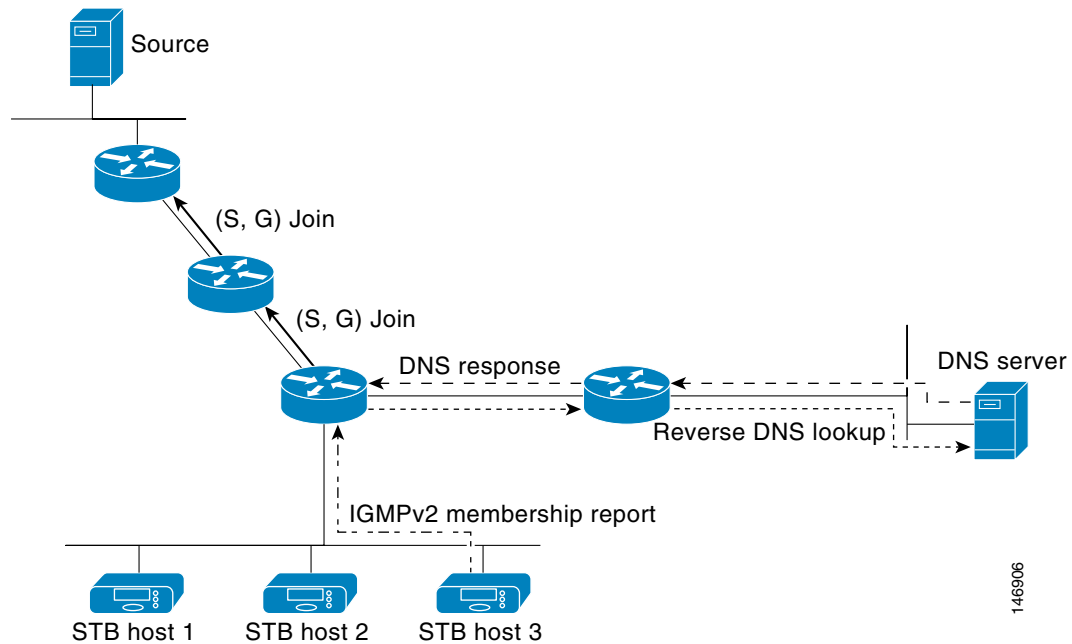 Source
(S, G) Join
(S, G) Join
DNS response
DNS server
Reverse DNS lookup
IGMPv2 membership report
STB host 1
STB host 2
STB host 3
146906